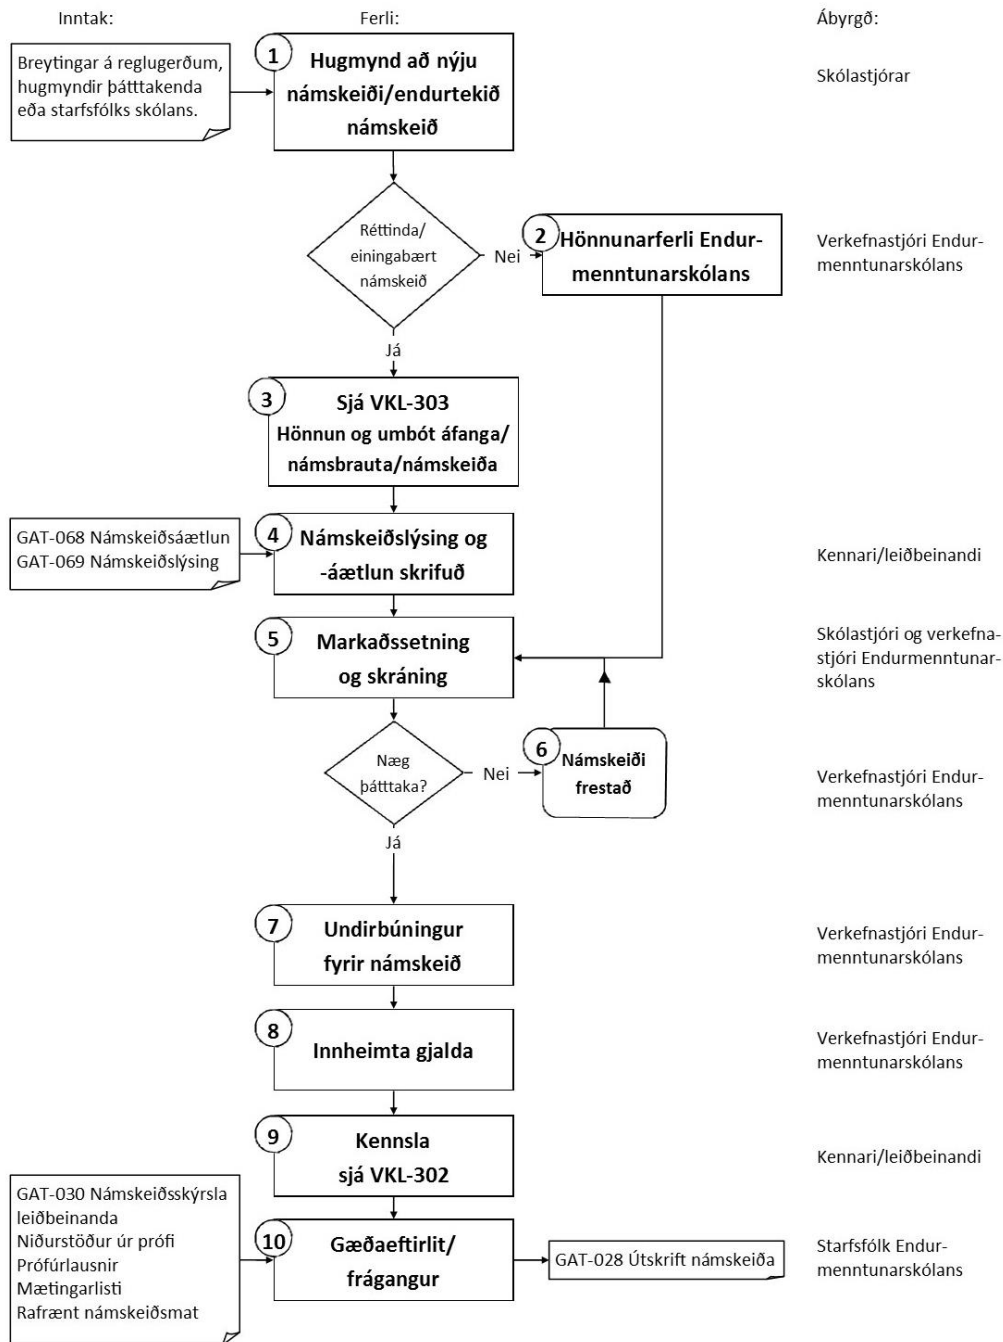 Inntak:
Ferli:
Ábyrgð:
Breytingar á reglugerðum,
hugmyndir þátttakenda
eða starfsfólks skólans.
1
Hugmynd að nýju
námskeiði/endurtekið
námskeið
Skólastjórar
Réttinda/
einingabært
námskeið
Nei
2
Hönnunarferli Endur-
menntunarskólans
Verkefnastjóri Endur-
menntunarskólans
Já
3
Sjá VKL-303
Hönnun og umbót áfanga/
námsbrauta/námskeiða
GAT-068 Námskeiðsáætlun
GAT-069 Námskeiðslýsing
4
Námskeiðslýsing og
-áætlun skrifuð
Kennari/leiðbeinandi
5
Markaðssetning
og skráning
Skólastjóri og verkefna-
stjóri Endurmenntunar-
skólans
Næg
þátttaka?
Nei
6
Námskeiði
frestað
Verkefnastjóri Endur-
menntunarskólans
Já
7
Undirbúningur
fyrir námskeið
Verkefnastjóri Endur-
menntunarskólans
8
Innheimta gjalda
Verkefnastjóri Endur-
menntunarskólans
9
Kennsla
sjá VKL-302
Kennari/leiðbeinandi
GAT-030 Námskeiðsskýrsla
leiðbeinanda
Niðurstöður úr prófi
Prófúrlausnir
Mætingarlisti
Rafrænt námskeiðsmat
10
Gæðaeftirlit/
frágangur
GAT-028 Útskrift námskeiða
Starfsfólk Endur-
menntunarskólans